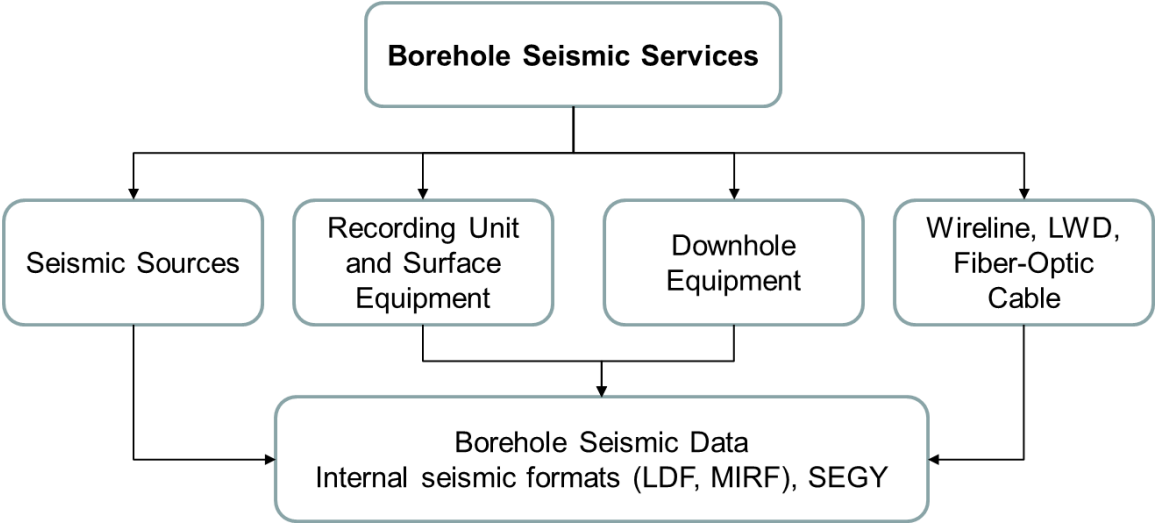 Borehole Seismic Services
Seismic Sources
Recording Unit
and Surface
Equipment
Downhole
Equipment
Wireline, LWD,
Fiber-Optic
Cable
Borehole Seismic Data
Internal seismic formats (LDF, MIRF), SEGY